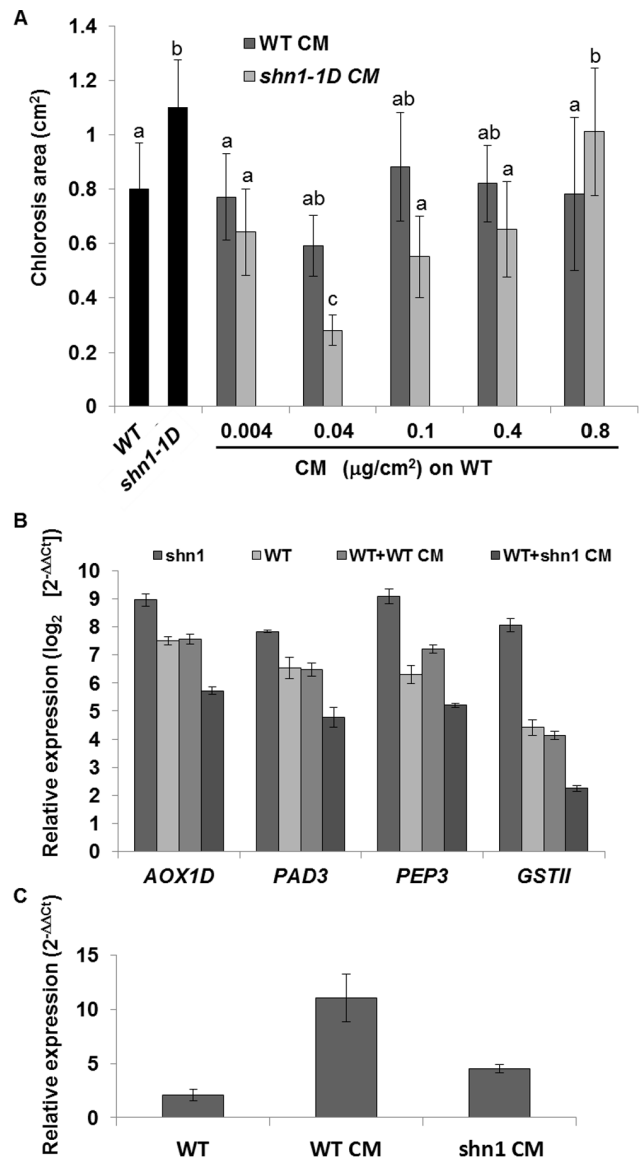 A
Chlorosis area (cm²)
1.4
1.2
1
0.8
0.6
0.4
0.2
0
WT CM
shn1-1D CM
a
b
a
a
ab
c
ab
a
ab
a
a
b
WT
shn1-1D
0.004
0.04
0.1
0.4
0.8
CM (µg/cm²) on WT
B
shn1
WT
WT+WT CM
WT+shn1 CM
Relative expression (log₂ [2^-ΔΔCt])
10
9
8
7
6
5
4
3
2
1
0
AOX1D
PAD3
PEP3
GSTII
C
Relative expression (2^-ΔΔCt)
15
10
5
0
WT
WT CM
shn1 CM